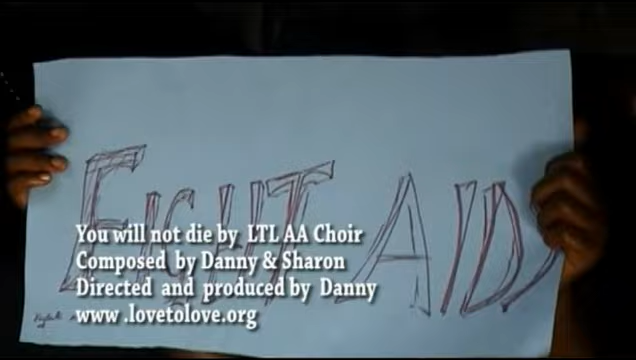 FIGHT AIDS
You will not die by LTL AA Choir
Composed by Danny & Sharon
Directed and produced by Danny
www .lovetolove.org